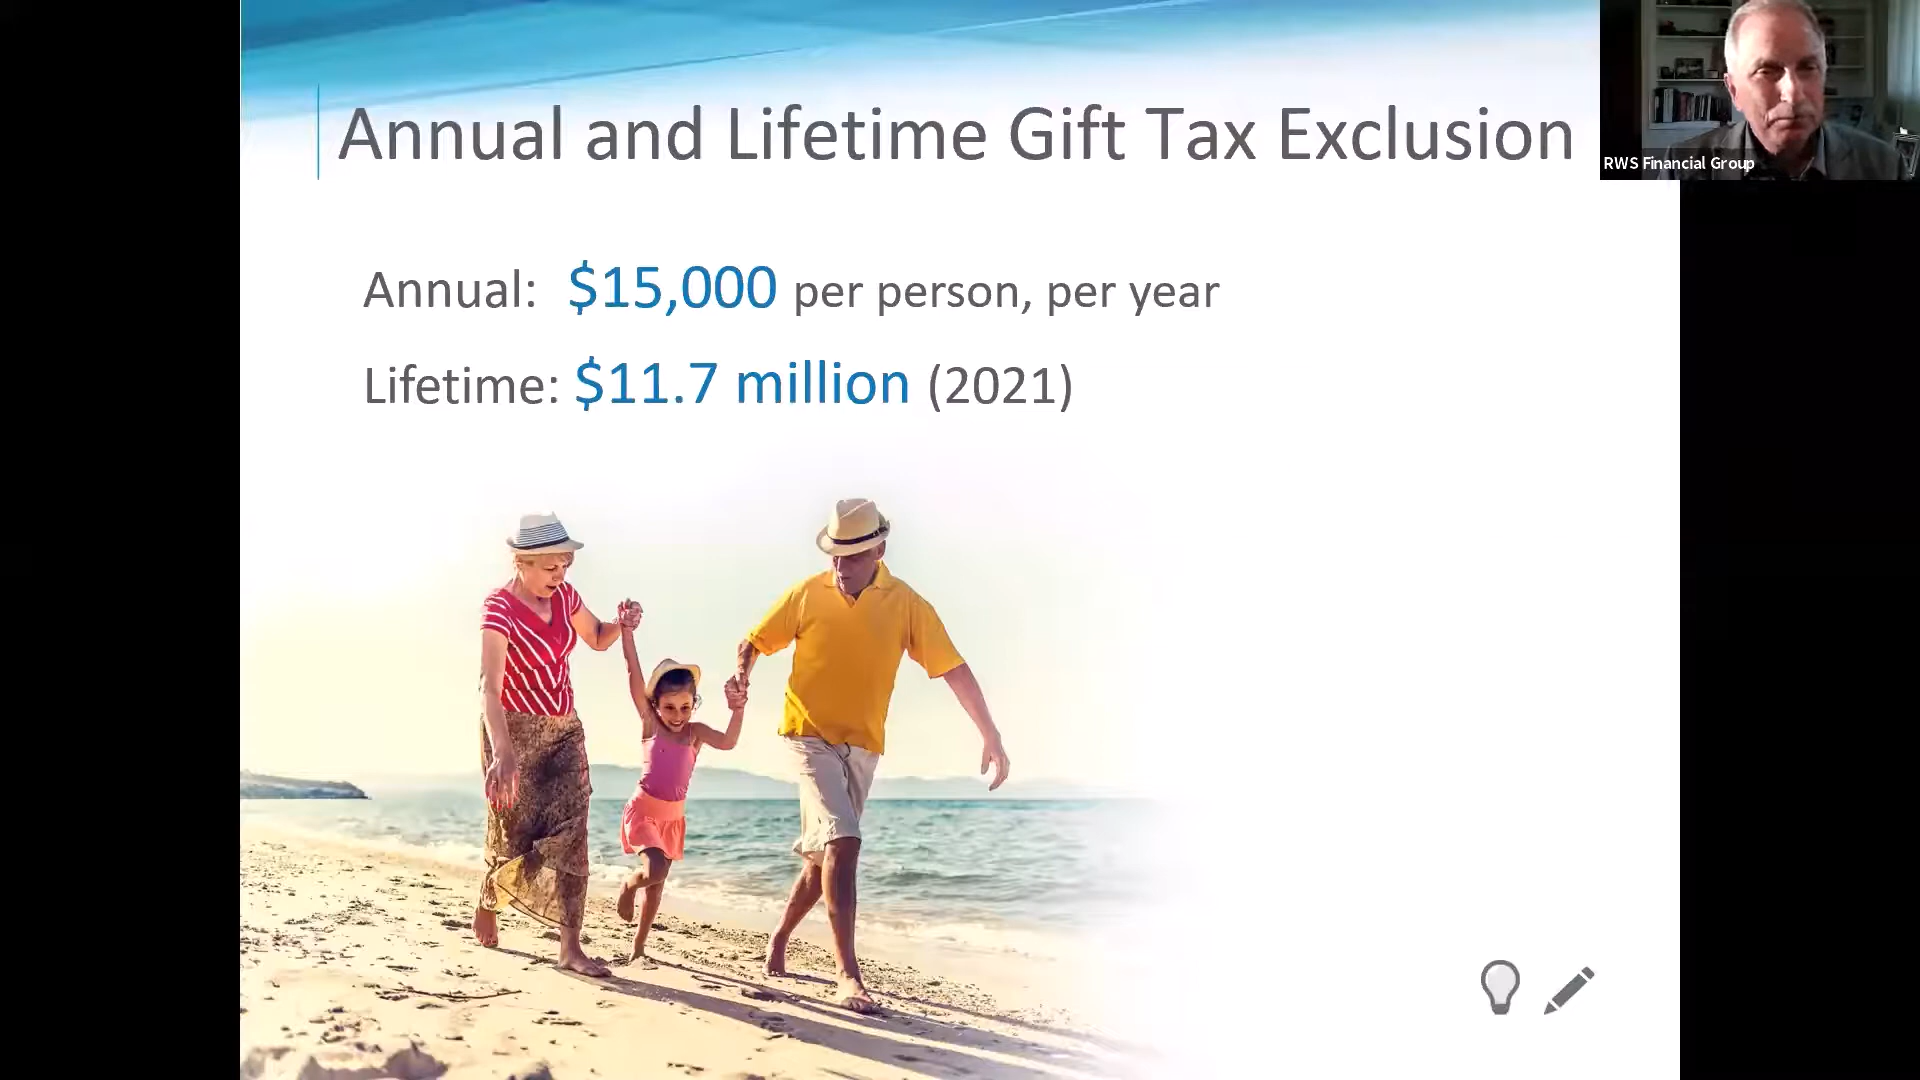 Annual and Lifetime Gift Tax Exclusion
RWS Financial Group
Annual: $15,000 per person, per year
Lifetime: $11.7 million (2021)